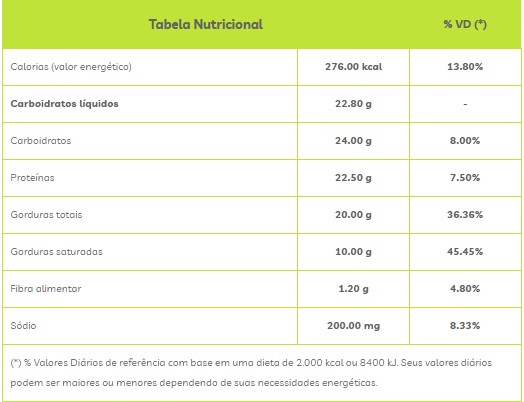 Tabela Nutricional % VD (*)
Calorias (valor energético) 276.00 kcal 13.80%
Carboidratos líquidos 22.80 g -
Carboidratos 24.00 g 8.00%
Proteínas 22.50 g 7.50%
Gorduras totais 20.00 g 36.36%
Gorduras saturadas 10.00 g 45.45%
Fibra alimentar 1.20 g 4.80%
Sódio 200.00 mg 8.33%
(*) % Valores Diários de referência com base em uma dieta de 2.000 kcal ou 8400 kJ. Seus valores diários
podem ser maiores ou menores dependendo de suas necessidades energéticas.